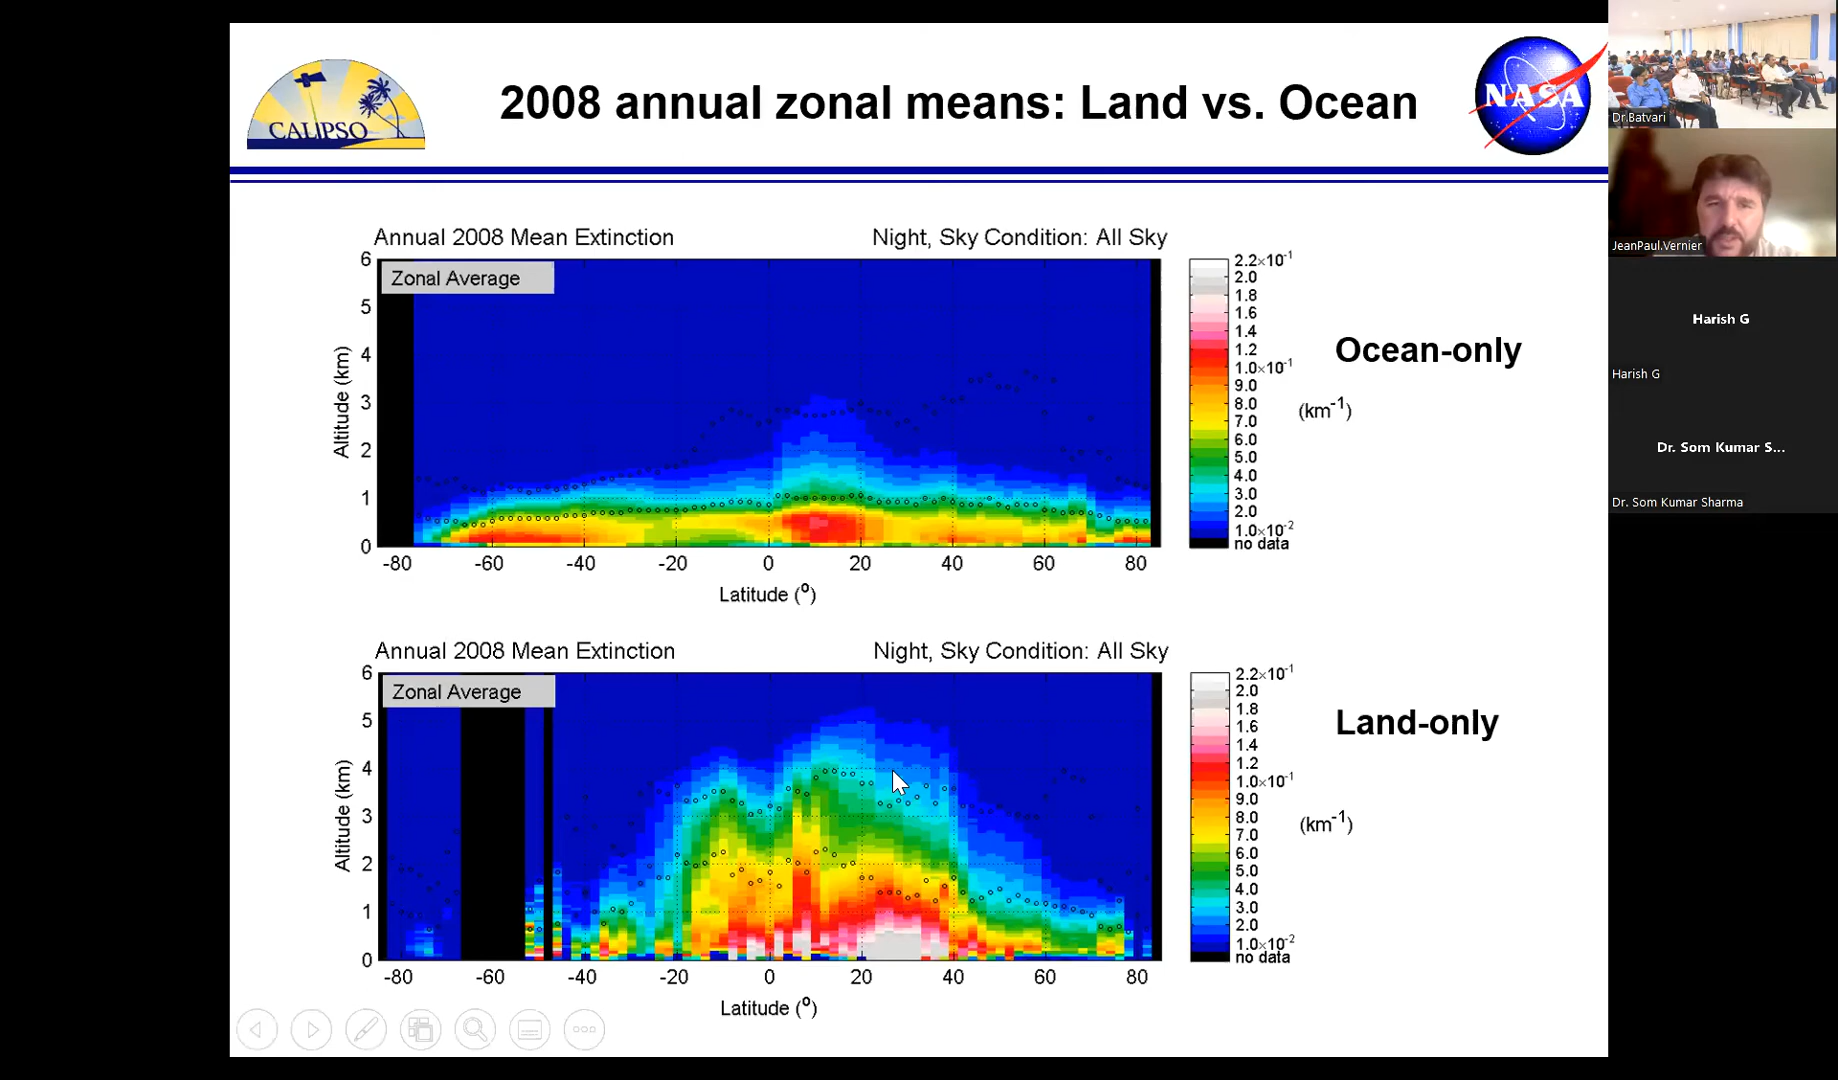 CALIPSO
2008 annual zonal means: Land vs. Ocean
NASA
Annual 2008 Mean Extinction
Night, Sky Condition: All Sky
Zonal Average
6
5
4
3
2
1
0
Altitude (km)
-80 -60 -40 -20 0 20 40 60 80
Latitude (º)
2.2×10⁻¹
2.0
1.8
1.6
1.4
1.2
1.0×10⁻¹
9.0
8.0
7.0
6.0
5.0
4.0
3.0
2.0
1.0×10⁻²
no data
(km⁻¹)
Ocean-only
Annual 2008 Mean Extinction
Night, Sky Condition: All Sky
Zonal Average
6
5
4
3
2
1
0
Altitude (km)
-80 -60 -40 -20 0 20 40 60 80
Latitude (º)
2.2×10⁻¹
2.0
1.8
1.6
1.4
1.2
1.0×10⁻¹
9.0
8.0
7.0
6.0
5.0
4.0
3.0
2.0
1.0×10⁻²
no data
(km⁻¹)
Land-only
Dr.Batvari
JeanPaul.Vernier
Harish G
Harish G
Dr. Som Kumar S...
Dr. Som Kumar Sharma